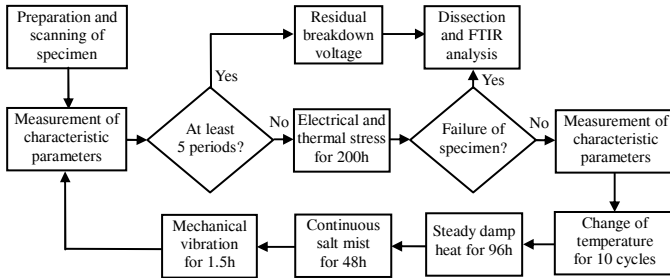 Preparation and
scanning of
specimen
Residual
breakdown
voltage
Dissection
and FTIR
analysis
Yes
Yes
Measurement of
characteristic
parameters
At least
5 periods?
No
Electrical and
thermal stress
for 200h
Failure of
specimen?
No
Measurement of
characteristic
parameters
Mechanical
vibration
for 1.5h
Continuous
salt mist
for 48h
Steady damp
heat for 96h
Change of
temperature
for 10 cycles